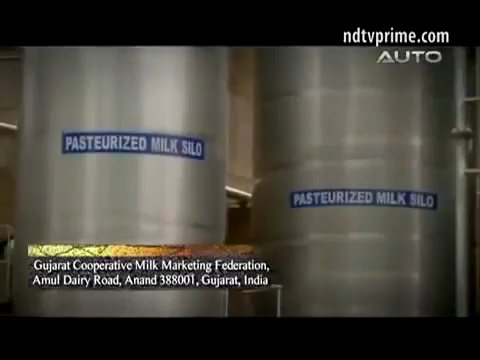 ndtvprime.com
AUTO
PASTEURIZED MILK SILO
PASTEURIZED MILK SILO
Gujarat Cooperative Milk Marketing Federation,
Amul Dairy Road, Anand 388001, Gujarat, India